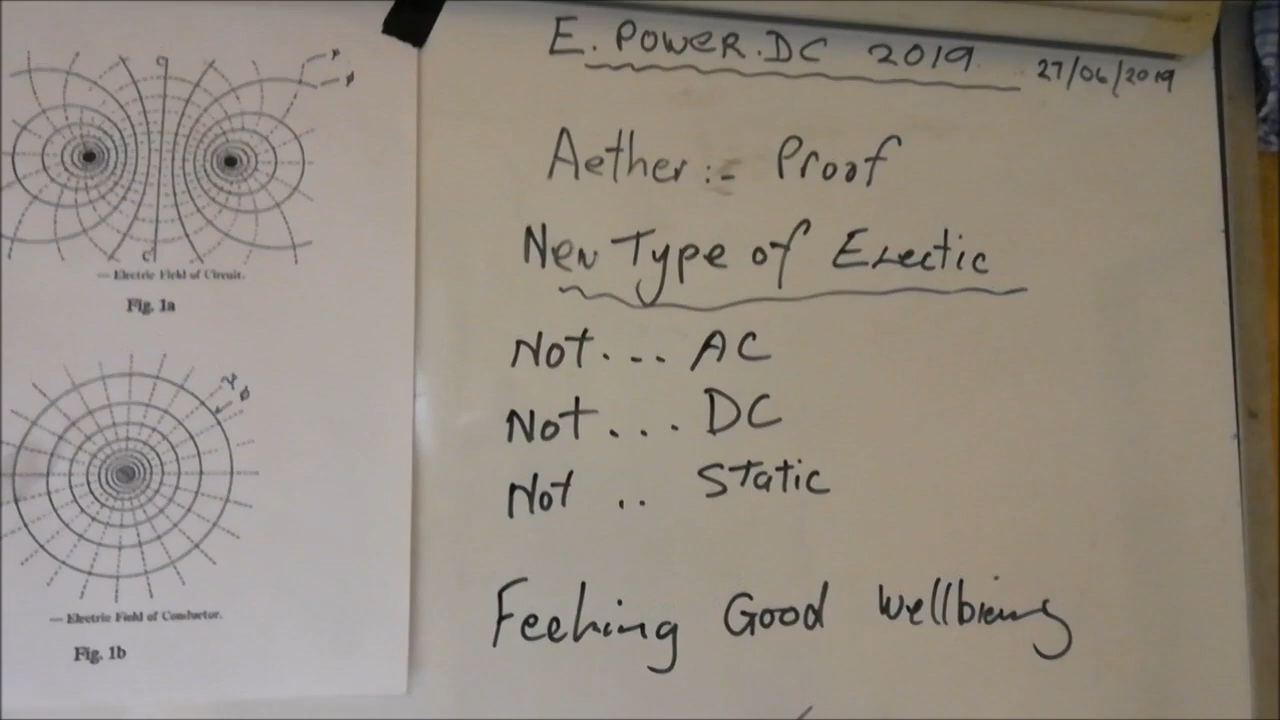 E. POWER.DC 2019
27/06/2019
Aether:- Proof
New Type of Electic
Not... AC
Not... DC
Not .. Static
Feeling Good Wellbieng
— Electric Field of Circuit.
Fig. 1a
— Electric Field of Conductor.
Fig. 1b